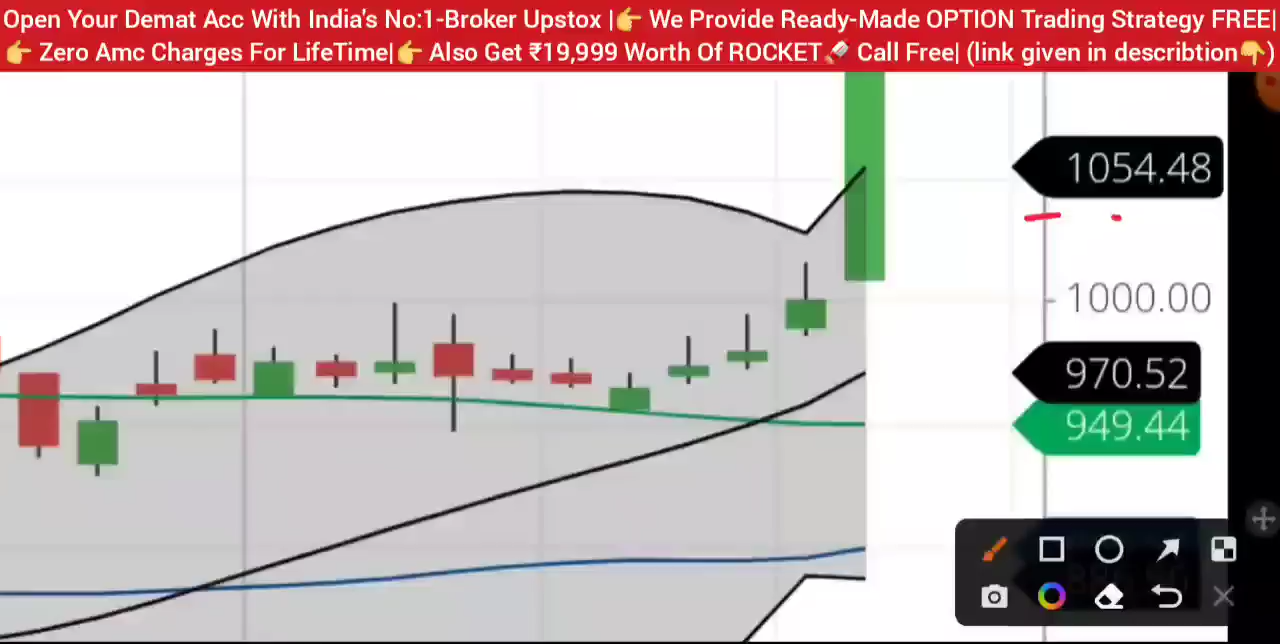 Open Your Demat Acc With India's No:1-Broker Upstox |👉 We Provide Ready-Made OPTION Trading Strategy FREE|
👉 Zero Amc Charges For LifeTime|👉 Also Get ₹19,999 Worth Of ROCKET🚀 Call Free| (link given in describtion👇)
1054.48
1000.00
970.52
949.44